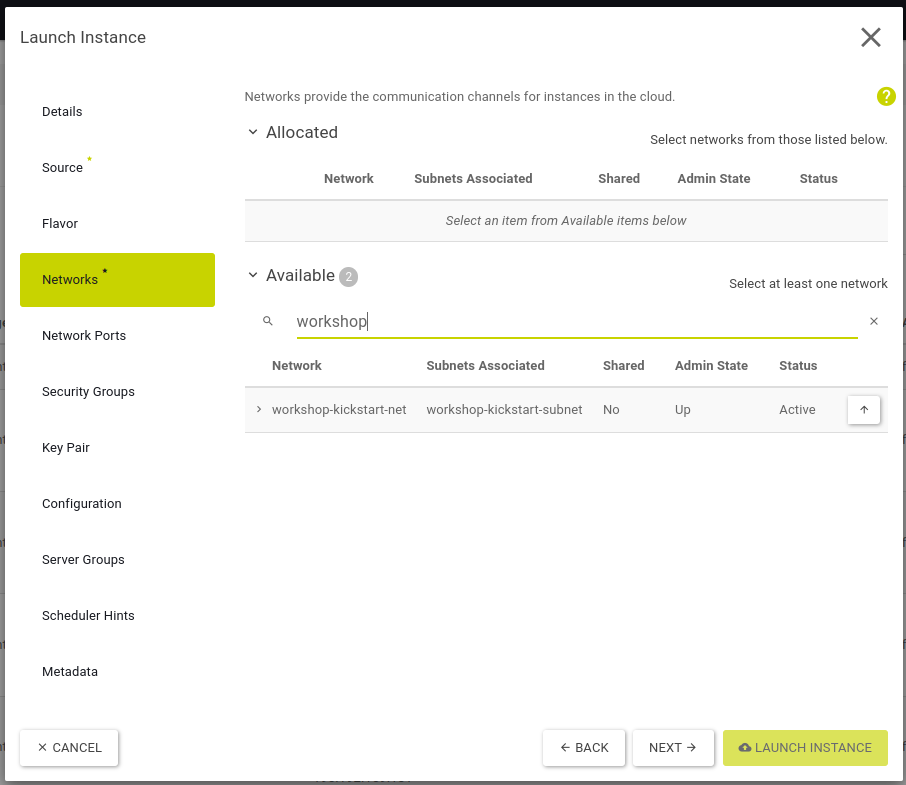 Launch Instance
Details
Source *
Flavor
Networks *
Network Ports
Security Groups
Key Pair
Configuration
Server Groups
Scheduler Hints
Metadata
Networks provide the communication channels for instances in the cloud.
?
Allocated
Select networks from those listed below.
Network Subnets Associated Shared Admin State Status
Select an item from Available items below
Available 2
Select at least one network
workshop
Network Subnets Associated Shared Admin State Status
workshop-kickstart-net workshop-kickstart-subnet No Up Active
CANCEL
BACK
NEXT
LAUNCH INSTANCE